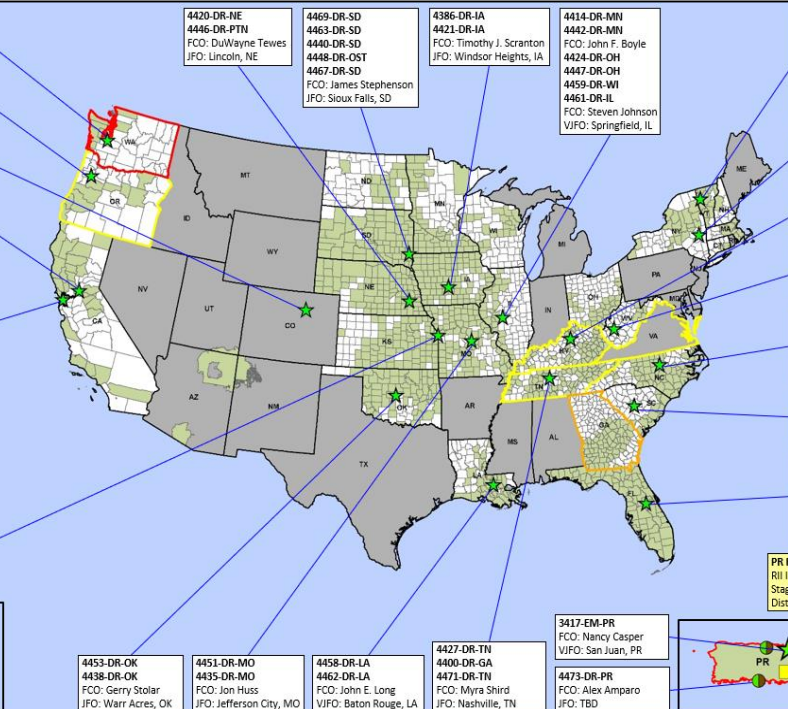 4420-DR-NE
4446-DR-PTN
FCO: DuWayne Tewes
JFO: Lincoln, NE
4469-DR-SD
4463-DR-SD
4440-DR-SD
4448-DR-OST
4467-DR-SD
FCO: James Stephenson
JFO: Sioux Falls, SD
4386-DR-IA
4421-DR-IA
FCO: Timothy J. Scranton
JFO: Windsor Heights, IA
4414-DR-MN
4442-DR-MN
FCO: John F. Boyle
4424-DR-OH
4447-DR-OH
4459-DR-WI
4461-DR-IL
FCO: Steven Johnson
VJFO: Springfield, IL
WA
MT
ND
MN
ME
OR
ID
SD
WI
MI
NY
NH
MA
WY
IA
PA
NV
UT
NE
IN
OH
CO
KS
MO
WV
VA
MD
CA
KY
AZ
NM
OK
AR
TN
NC
SC
TX
MS
AL
GA
LA
FL
PR
RII
Stag
Dist
3417-EM-PR
FCO: Nancy Casper
VJFO: San Juan, PR
PR
4453-DR-OK
4438-DR-OK
FCO: Gerry Stolar
JFO: Warr Acres, OK
4451-DR-MO
4435-DR-MO
FCO: Jon Huss
JFO: Jefferson City, MO
4458-DR-LA
4462-DR-LA
FCO: John E. Long
VJFO: Baton Rouge, LA
4427-DR-TN
4400-DR-GA
4471-DR-TN
FCO: Myra Shird
JFO: Nashville, TN
4473-DR-PR
FCO: Alex Amparo
JFO: TBD